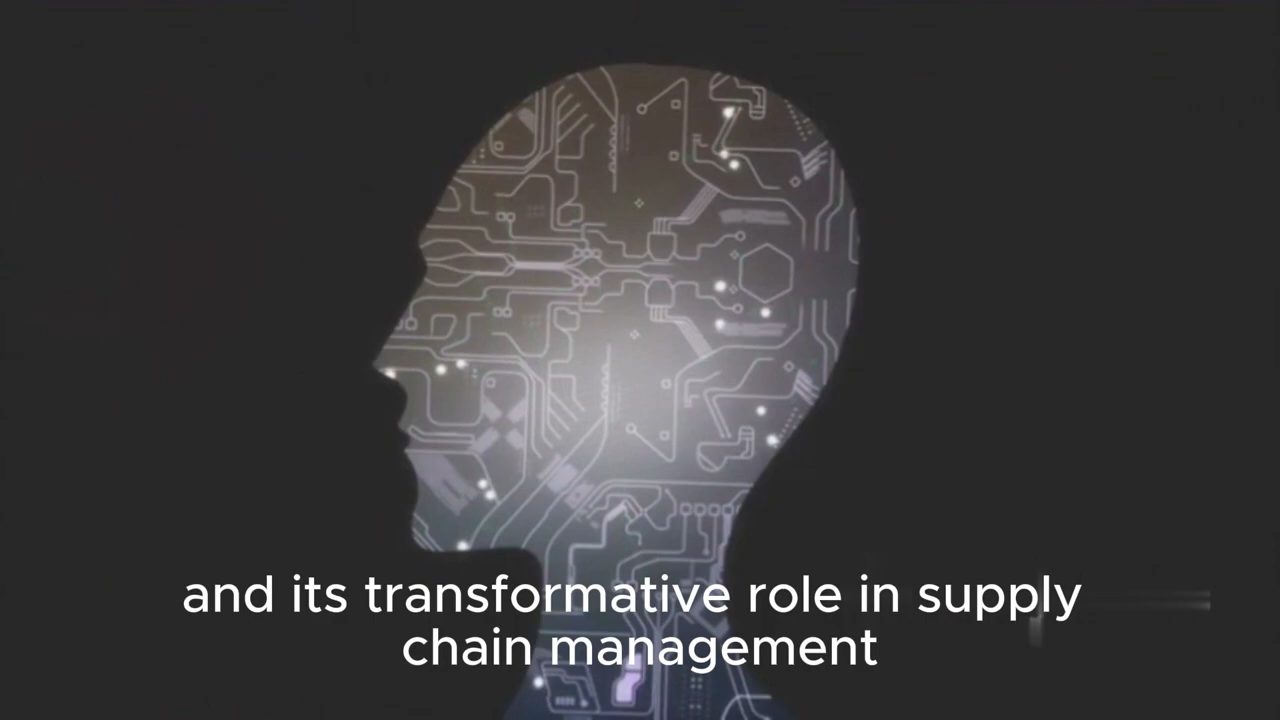 and its transformative role in supply
chain management